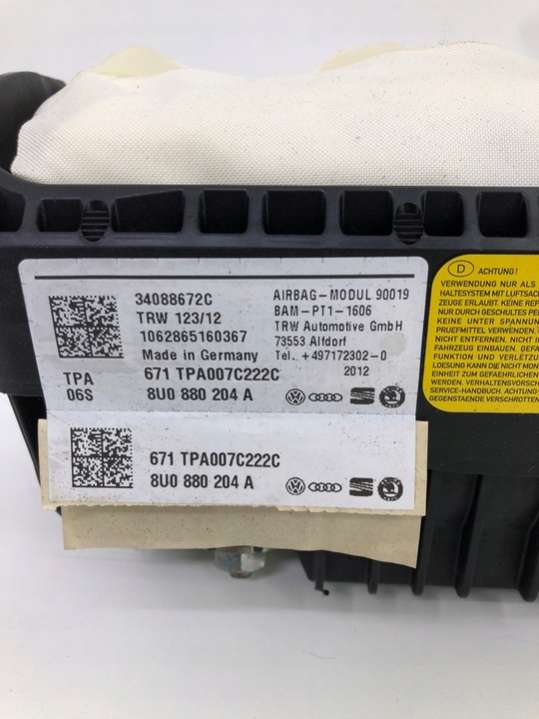 34088672C
TRW 123/12
1062865160367
Made in Germany
AIRBAG-MODUL 90019
BAM-PT1-1606
TRW Automotive GmbH
73553 Alfdorf
Tel. +497172302-0
2012
TPA
06S
671 TPA007C222C
8U0 880 204 A
671 TPA007C222C
8U0 880 204 A
D ACHTUNG!
VERWENDUNG NUR ALS
HALTESYSTEM MIT LUFTSAC
ZEUGE ERLAUBT. KEINE REP
NUR DURCH GESCHULTES PER
KEINE UNTER SPANNUN
PRUEFMITTEL VERWENDEN.
NICHT ENTFERNEN. NICHT IM
FAHRZEUG EINBAUEN.
FUNKTION UND VERLETZU
LOESUNG KANN DIE NICHT MON
EINHEIT ZUM GEFAEHRLICHEN
WERDEN. VERHALTENSVORSCH
SERVICE-HANDBUCH. ACHTUNG
GEGENSTAENDE VERSCHROTTEN